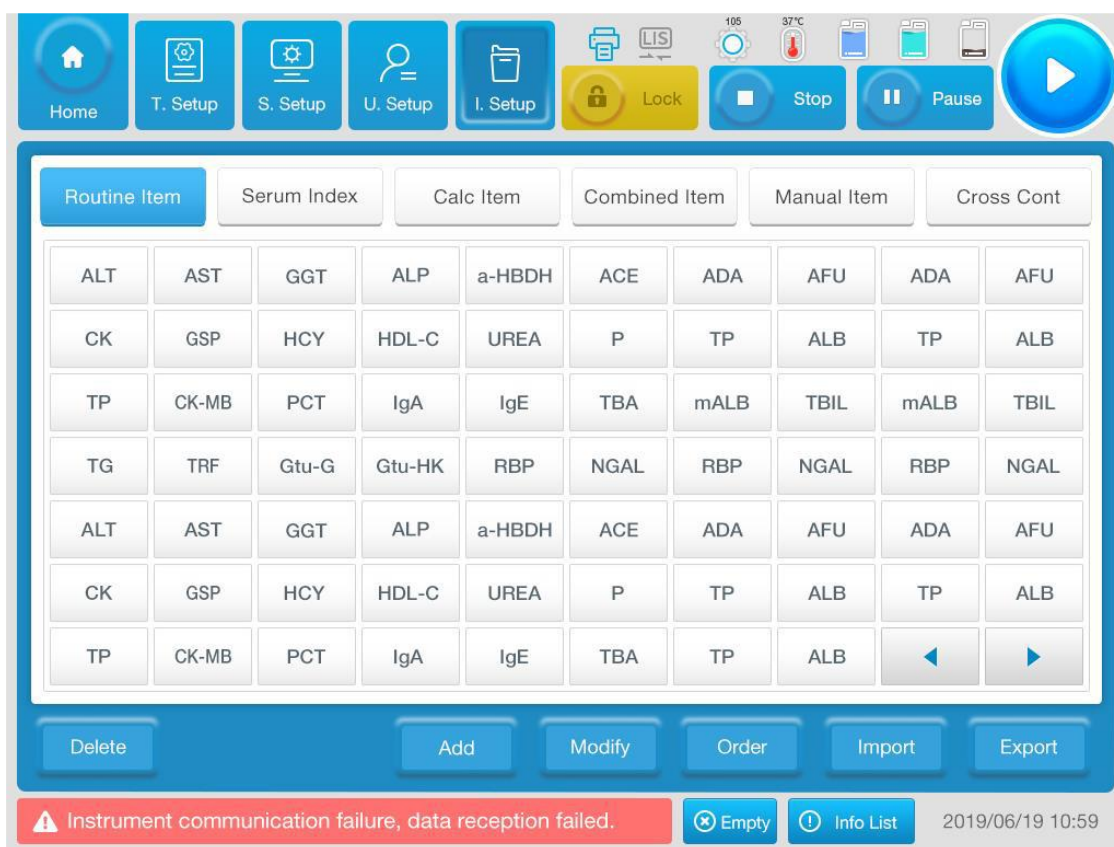 105 37℃
LIS
Home T. Setup S. Setup U. Setup I. Setup Lock Stop Pause
Routine Item Serum Index Calc Item Combined Item Manual Item Cross Cont
ALT AST GGT ALP a-HBDH ACE ADA AFU ADA AFU
CK GSP HCY HDL-C UREA P TP ALB TP ALB
TP CK-MB PCT IgA IgE TBA mALB TBIL mALB TBIL
TG TRF Gtu-G Gtu-HK RBP NGAL RBP NGAL RBP NGAL
ALT AST GGT ALP a-HBDH ACE ADA AFU ADA AFU
CK GSP HCY HDL-C UREA P TP ALB TP ALB
TP CK-MB PCT IgA IgE TBA TP ALB
Delete Add Modify Order Import Export
Instrument communication failure, data reception failed. Empty Info List 2019/06/19 10:59